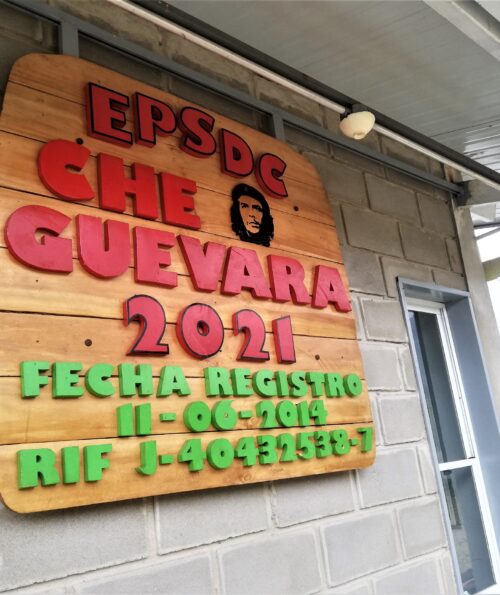 EPSDC
CHE
GUEVARA
2021
FECHA REGISTRO
11-06-2014
RIF J-40432538-7